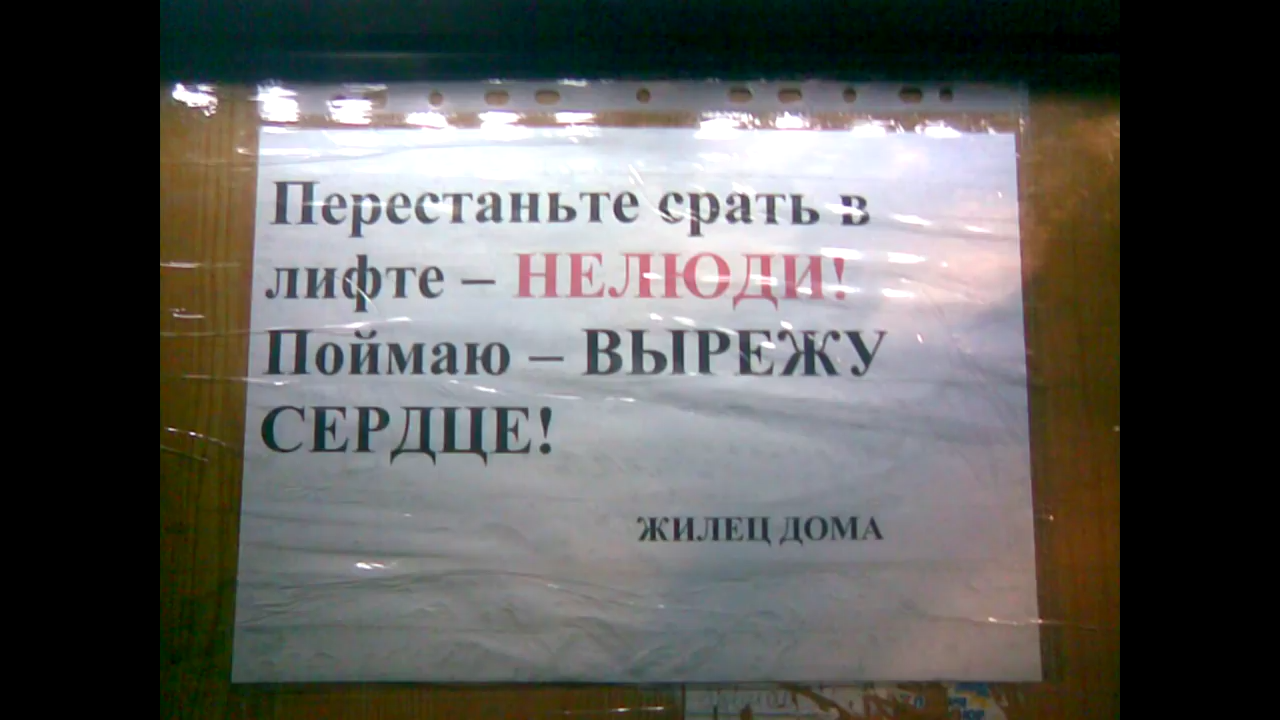 Перестаньте срать в
лифте – НЕЛЮДИ!
Поймаю – ВЫРЕЖУ
СЕРДЦЕ!
ЖИЛЕЦ ДОМА